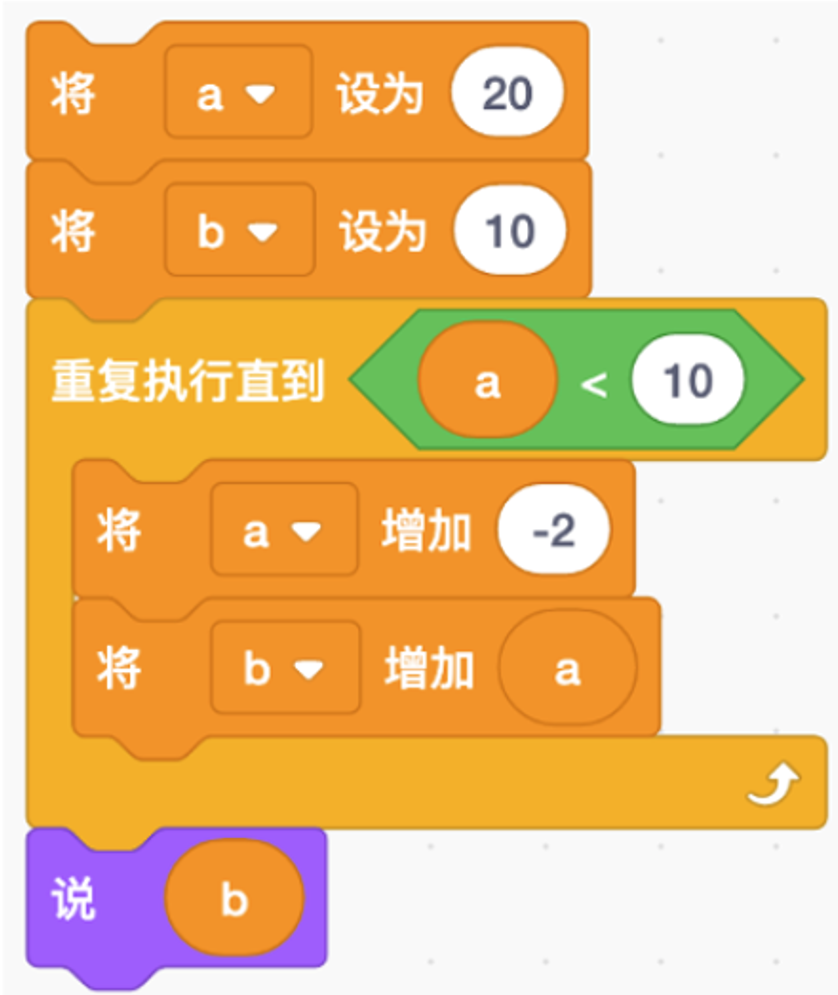 将 a 设为 20
将 b 设为 10
重复执行直到 a < 10
将 a 增加 -2
将 b 增加 a
说 b